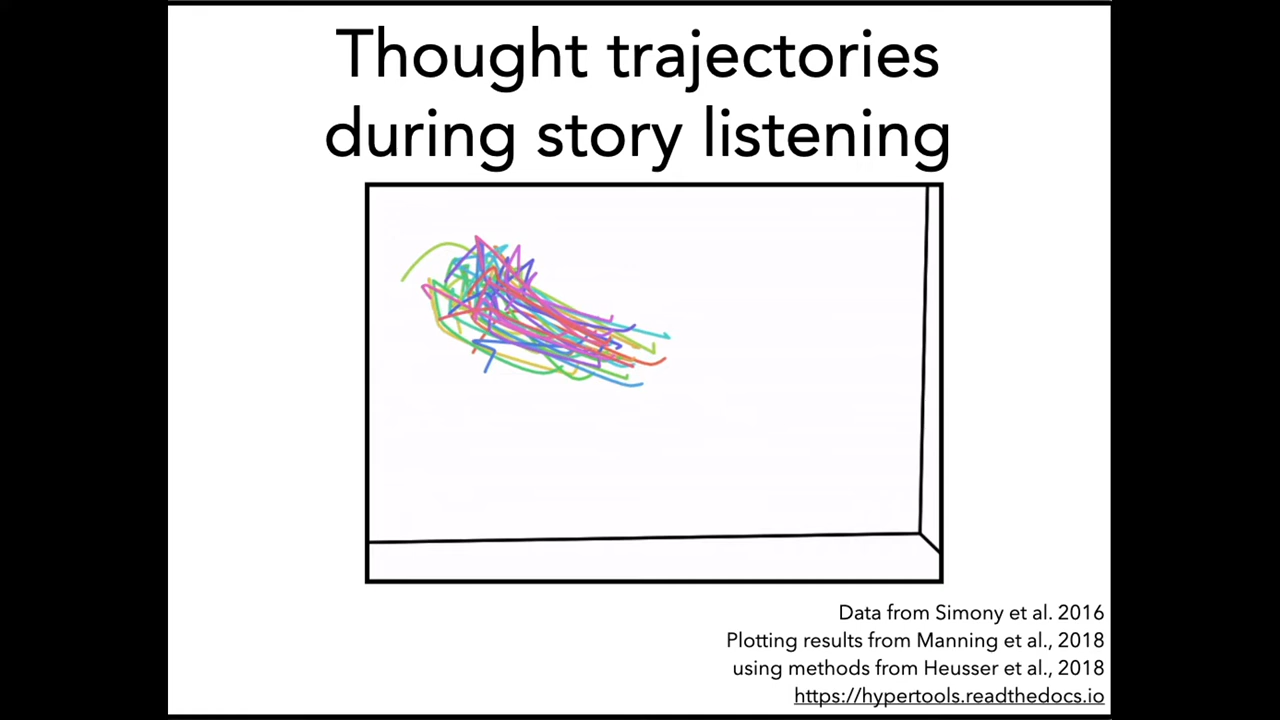 Thought trajectories
during story listening
Data from Simony et al. 2016
Plotting results from Manning et al., 2018
using methods from Heusser et al., 2018
https://hypertools.readthedocs.io